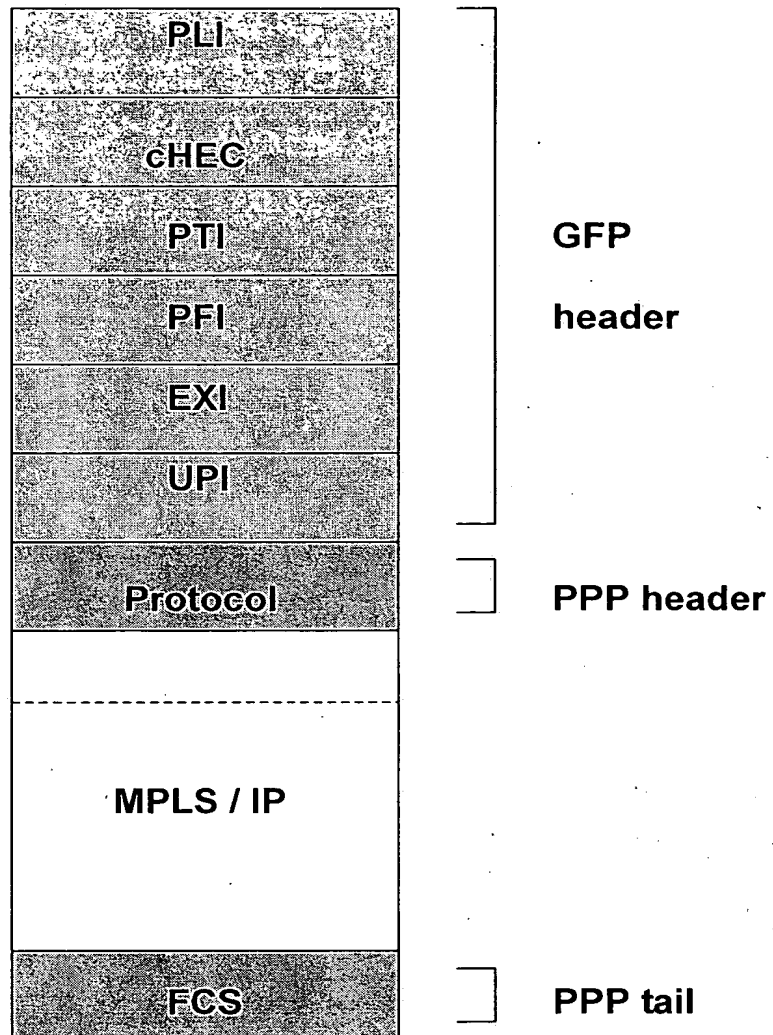 PLI
cHEC
PTI
GFP
PFI
header
EXI
UPI
Protocol
PPP header
MPLS / IP
FCS
PPP tail